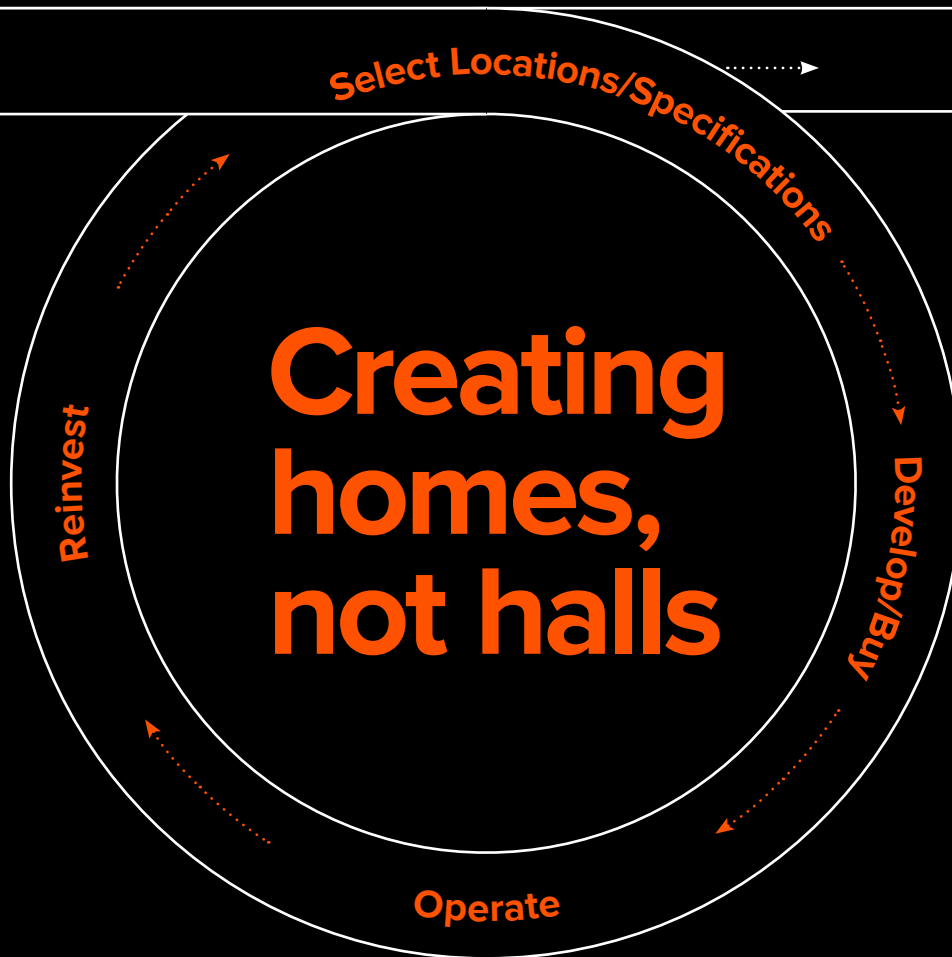 Select Locations/Specifications
Develop/Buy
Operate
Reinvest
Creating
homes,
not halls